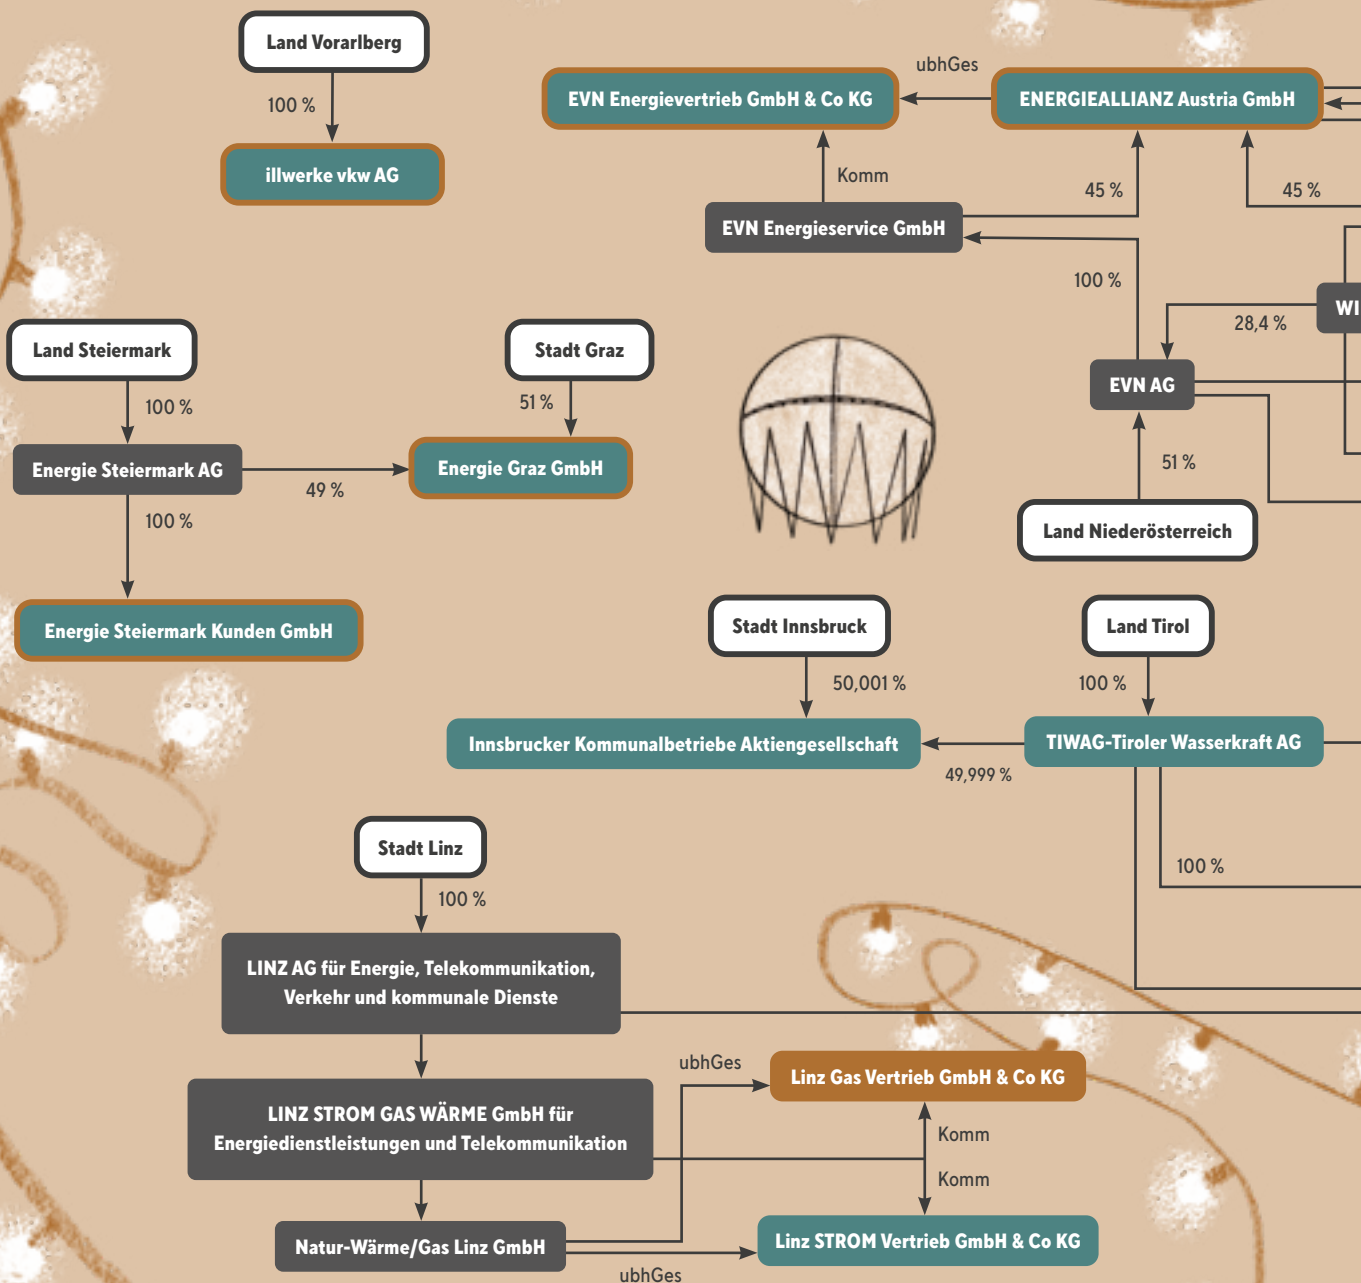 Land Vorarlberg
100 %
illwerke vkw AG
ubhGes
EVN Energievertrieb GmbH & Co KG
ENERGIEALLIANZ Austria GmbH
Komm
45 %
45 %
EVN Energieservice GmbH
100 %
28,4 %
WI
EVN AG
51 %
Land Niederösterreich
Land Steiermark
100 %
Stadt Graz
51 %
Energie Steiermark AG
49 %
Energie Graz GmbH
100 %
Energie Steiermark Kunden GmbH
Stadt Innsbruck
50,001 %
Land Tirol
100 %
Innsbrucker Kommunalbetriebe Aktiengesellschaft
49,999 %
TIWAG-Tiroler Wasserkraft AG
100 %
Stadt Linz
100 %
LINZ AG für Energie, Telekommunikation,
Verkehr und kommunale Dienste
LINZ STROM GAS WÄRME GmbH für
Energiedienstleistungen und Telekommunikation
ubhGes
Linz Gas Vertrieb GmbH & Co KG
Komm
Komm
Natur-Wärme/Gas Linz GmbH
ubhGes
Linz STROM Vertrieb GmbH & Co KG